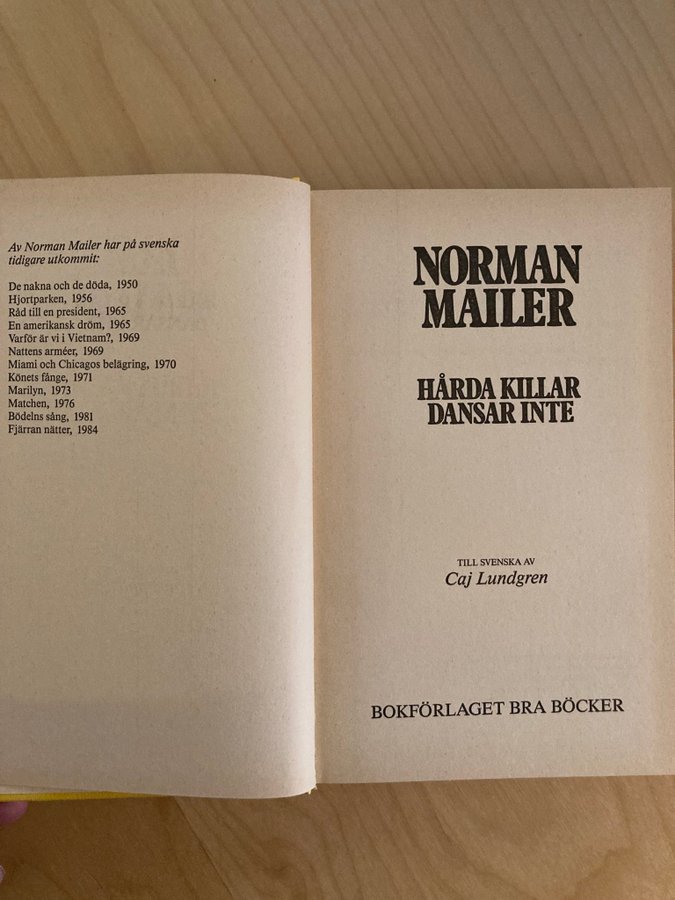 Av Norman Mailer har på svenska
tidigare utkommit:
De nakna och de döda, 1950
Hjortparken, 1956
Råd till en president, 1965
En amerikansk dröm, 1965
Varför är vi i Vietnam?, 1969
Nattens arméer, 1969
Miami och Chicagos belägring, 1970
Könets fånge, 1971
Marilyn, 1973
Matchen, 1976
Bödelns sång, 1981
Fjärran nätter, 1984
NORMAN
MAILER
HÅRDA KILLAR
DANSAR INTE
TILL SVENSKA AV
Caj Lundgren
BOKFÖRLAGET BRA BÖCKER